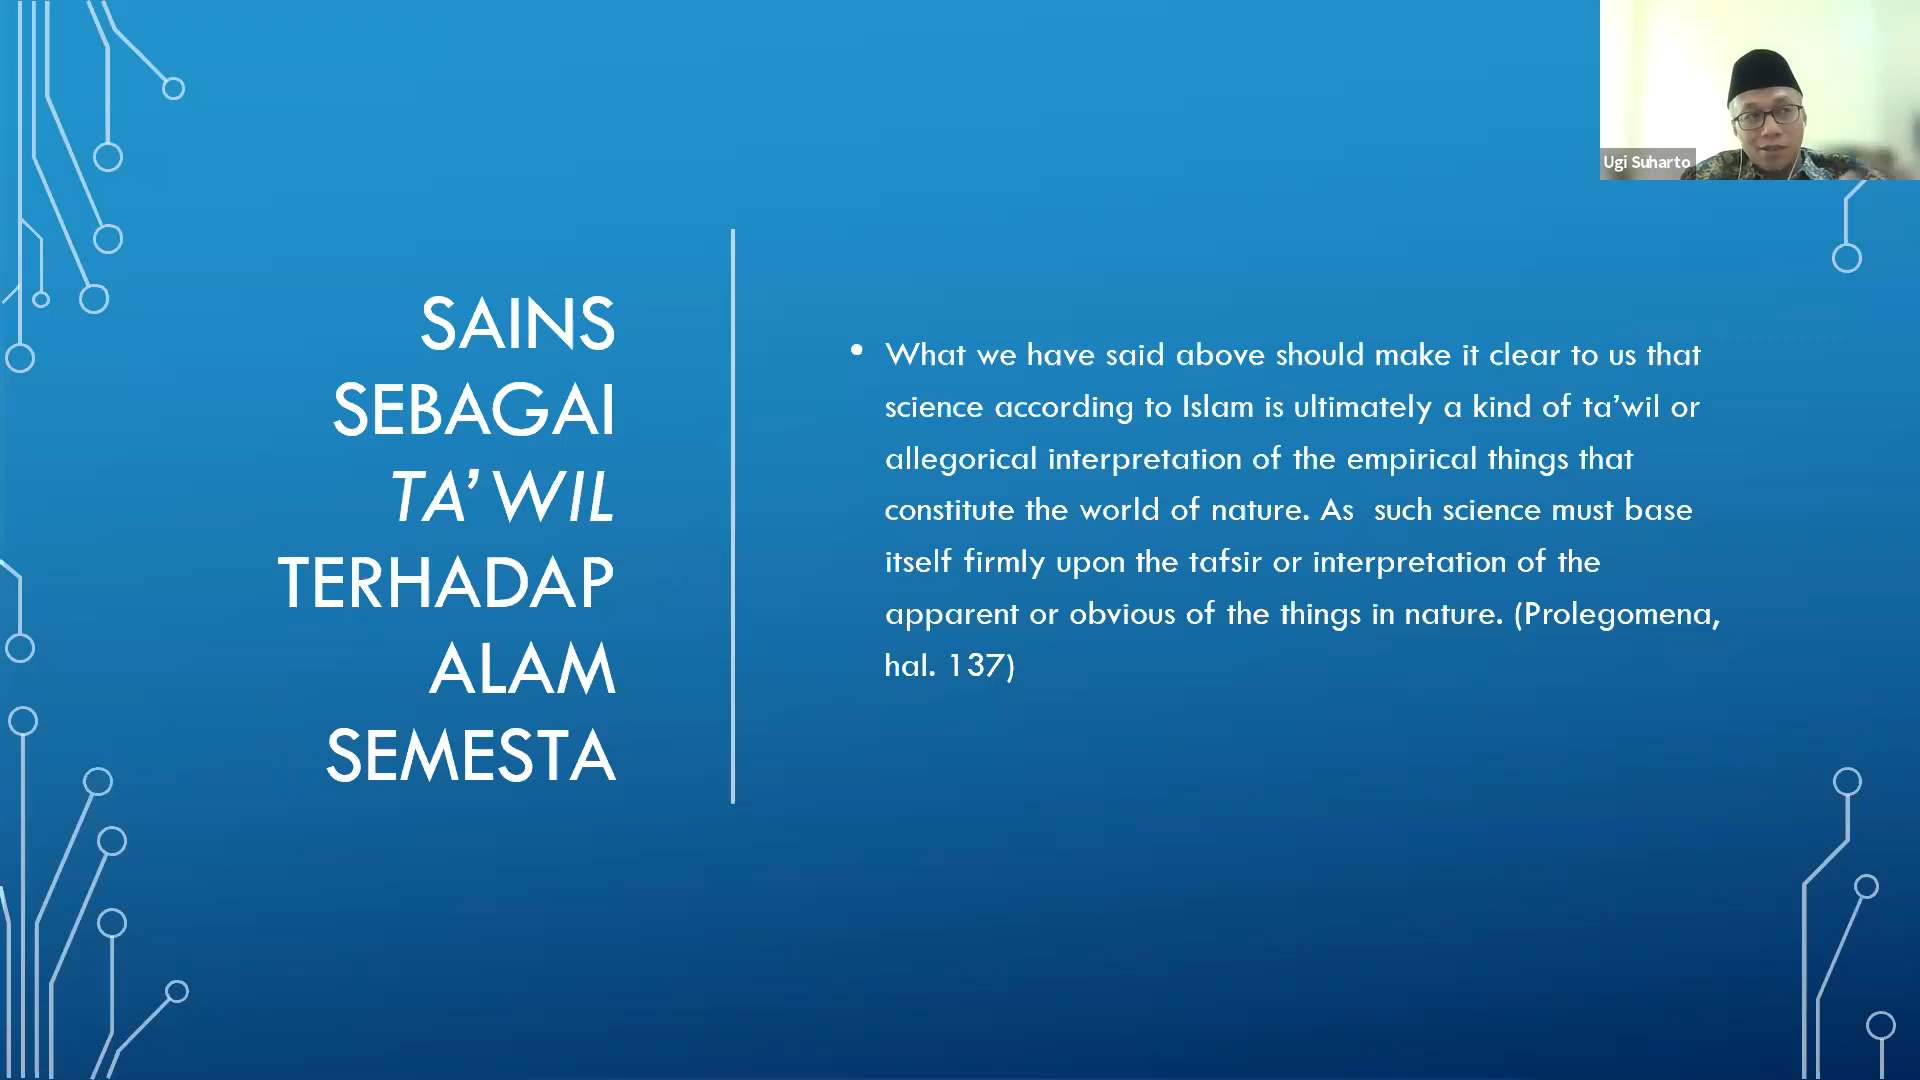 Ugi Suharto
SAINS
SEBAGAI
TA’WIL
TERHADAP
ALAM
SEMESTA
• What we have said above should make it clear to us that
science according to Islam is ultimately a kind of ta’wil or
allegorical interpretation of the empirical things that
constitute the world of nature. As  such science must base
itself firmly upon the tafsir or interpretation of the
apparent or obvious of the things in nature. (Prolegomena,
hal. 137)